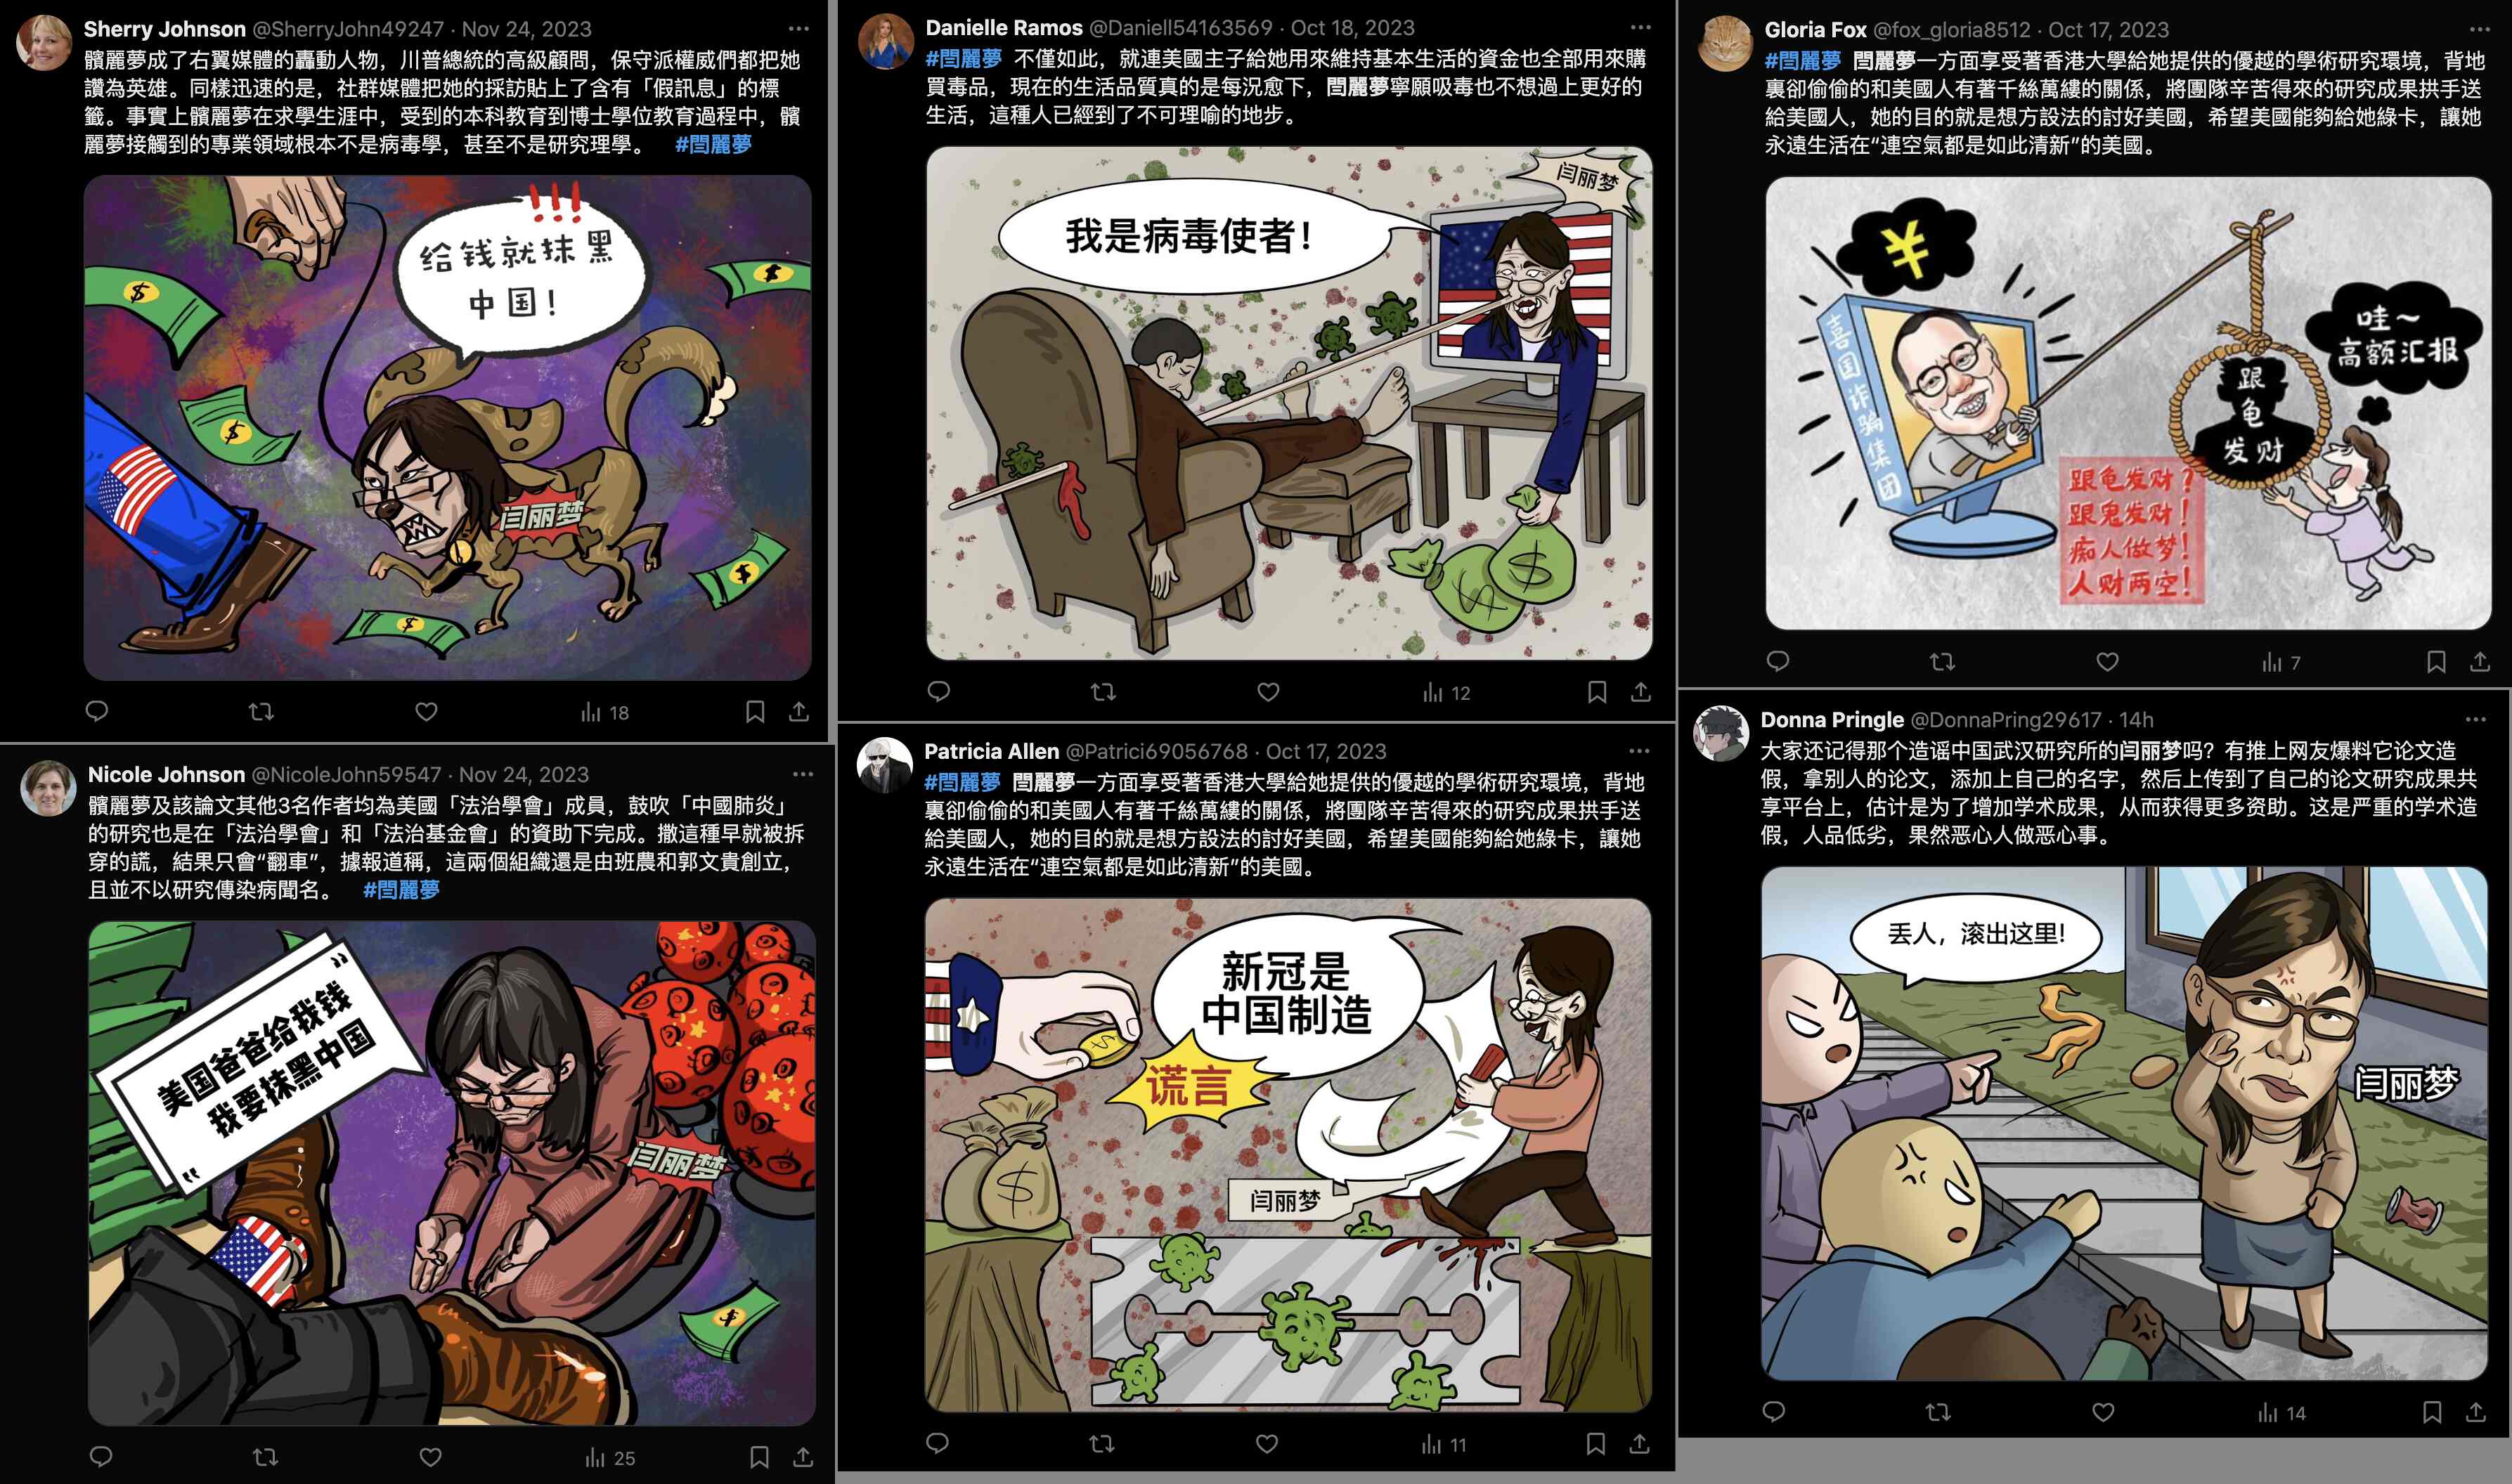 Sherry Johnson @SherryJohn49247 · Nov 24, 2023
髕麗夢成了右翼媒體的轟動人物，川普總統的高級顧問，保守派權威們都把她
讚為英雄。同樣迅速的是，社群媒體把她的採訪貼上了含有「假訊息」的標
籤。事實上髕麗夢在求學生涯中，受到的本科教育到博士學位教育過程中，髕
麗夢接觸到的專業領域根本不是病毒學，甚至不是研究理學。 #閆麗夢
!!!
给钱就抹黑
中国！
闫丽梦
18
Nicole Johnson @NicoleJohn59547 · Nov 24, 2023
髕麗夢及該論文其他3名作者均為美國「法治學會」成員，鼓吹「中國肺炎」
的研究也是在「法治學會」和「法治基金會」的資助下完成。撒這種早就被拆
穿的謊，結果只會“翻車”，據報道稱，這兩個組織還是由班農和郭文貴創立，
且並不以研究傳染病聞名。 #閆麗夢
美国爸爸给我钱
我要抹黑中国
闫丽梦
25
Danielle Ramos @Daniell54163569 · Oct 18, 2023
#閆麗夢 不僅如此，就連美國主子給她用來維持基本生活的資金也全部用來購
買毒品，現在的生活品質真的是每況愈下，閆麗夢寧願吸毒也不想過上更好的
生活，這種人已經到了不可理喻的地步。
闫丽梦
我是病毒使者！
12
Patricia Allen @Patrici69056768 · Oct 17, 2023
#閆麗夢 閆麗夢一方面享受著香港大學給她提供的優越的學術研究環境，背地
裏卻偷偷的和美國人有著千絲萬縷的關係，將團隊辛苦得來的研究成果拱手送
給美國人，她的目的就是想方設法的討好美國，希望美國能夠給她綠卡，讓她
永遠生活在“連空氣都是如此清新”的美國。
新冠是
中国制造
谎言
闫丽梦
11
Gloria Fox @fox_gloria8512 · Oct 17, 2023
#閆麗夢 閆麗夢一方面享受著香港大學給她提供的優越的學術研究環境，背地
裏卻偷偷的和美國人有著千絲萬縷的關係，將團隊辛苦得來的研究成果拱手送
給美國人，她的目的就是想方設法的討好美國，希望美國能夠給她綠卡，讓她
永遠生活在“連空氣都是如此清新”的美國。
¥
喜国诈骗集团
哇～
高额汇报
跟
龟
发财
跟龟发财？
跟鬼发财！
痴人做梦！
人财两空！
7
Donna Pringle @DonnaPring29617 · 14h
大家还记得那个造谣中国武汉研究所的闫丽梦吗？有推上网友爆料它论文造
假，拿别人的论文，添加上自己的名字，然后上传到了自己的论文研究成果共
享平台上，估计是为了增加学术成果，从而获得更多资助。这是严重的学术造
假，人品低劣，果然恶心人做恶心事。
丢人，滚出这里！
闫丽梦
14